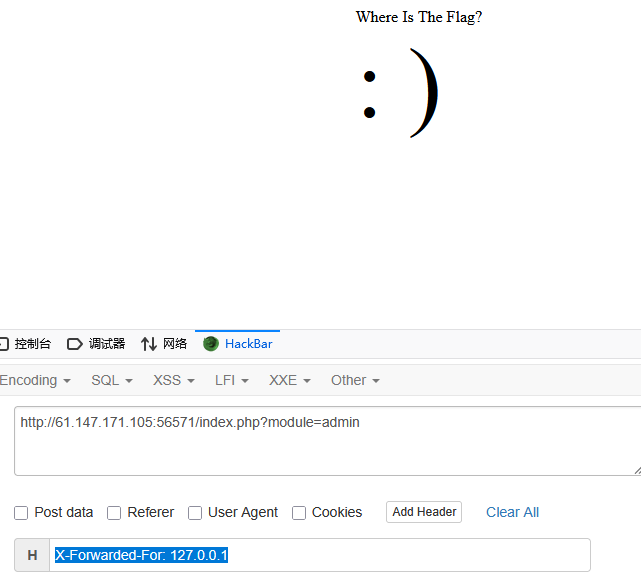 Where Is The Flag?
: )
控制台 调试器 网络 HackBar
Encoding SQL XSS LFI XXE Other
http://61.147.171.105:56571/index.php?module=admin
Post data Referer User Agent Cookies Add Header Clear All
H X-Forwarded-For: 127.0.0.1